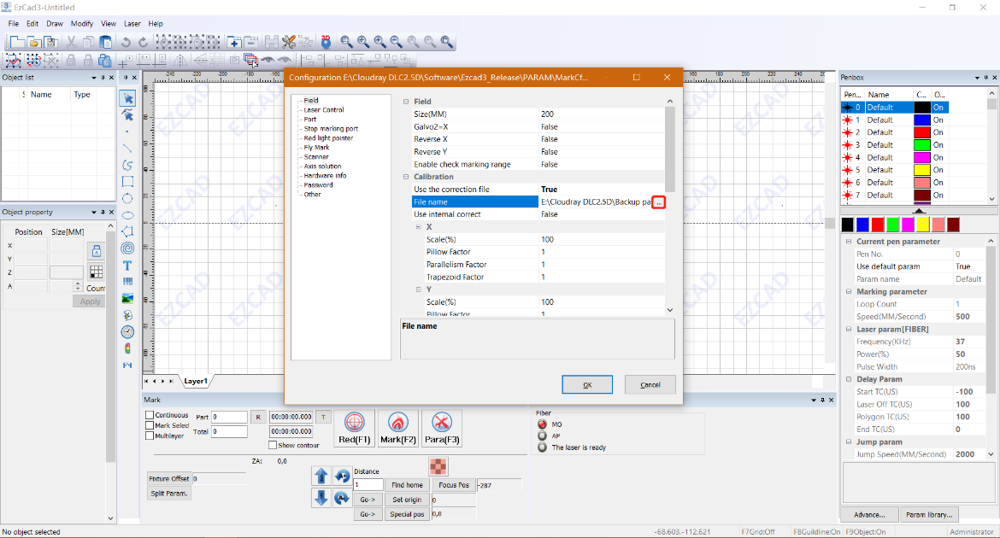 EzCad3-Untitled
File Edit Draw Modify View Laser Help
Object list
S Name Type
Object property
Position Size[MM]
X
Y
Z
A
Count
Apply
EZCAD
-240 -220 -200 -180 -160
Configuration E:\Cloudray DLC2.5D\Software\Ezcad3_Release\PARAM\MarkCf...
Field
Laser Control
Port
Stop marking port
Red light pointer
Fly Mark
Scanner
Axis solution
Hardware info
Password
Other
Field
Size(MM) 200
Galvo2=X False
Reverse X False
Reverse Y False
Enable check marking range False
Calibration
Use the correction file True
File name E:\Cloudray DLC2.5D\Backup pa ...
Use internal correct False
X
Scale(%) 100
Pillow Factor 1
Parallelism Factor 1
Trapezoid Factor 1
Y
Scale(%) 100
Pillow Factor 1
File name
OK Cancel
180 200 220 240
Penbox
Pen... Name C... O...
0 Default On
1 Default On
2 Default On
3 Default On
4 Default On
5 Default On
6 Default On
7 Default On
Current pen parameter
Pen No. 0
Use default param True
Param name Default
Marking parameter
Loop Count 1
Speed(MM/Second) 500
Laser param[FIBER]
Frequency(KHz) 37
Power(%) 50
Pulse Width 200ns
Delay Param
Start TC(US) -100
Laser Off TC(US) 100
Polygon TC(US) 100
End TC(US) 0
Jump param
Jump Speed(MM/Second) 2000
Advance... Param library...
Layer1
Mark
Continuous Part 0 R 00:00:00.000 T
Mark Selected
Total 0 00:00:00.000
Multilayer
Show contour
Red(F1) Mark(F2) Para(F3)
Fiber
MO
AP
The laser is ready
ZA: 0,0
Fixture Offset 0
Split Param.
Distance
1 Find home Focus Pos -287
Go-> Set origin 0
Go-> Special pos 0,0
No object selected -68.603,-112.621 F7Grid:Off F8Guildline:On F9Object:On Administrator